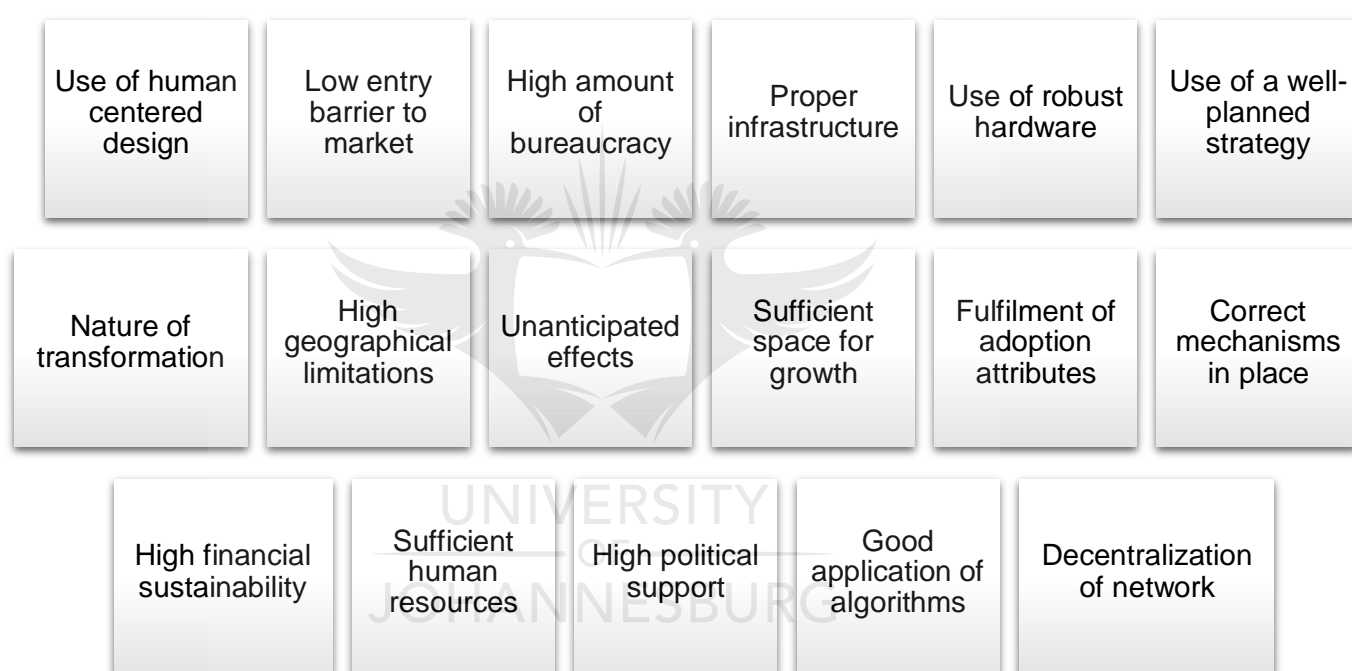 Use of human
centered
design
Low entry
barrier to
market
High amount
of
bureaucracy
Proper
infrastructure
Use of robust
hardware
Use of a well-
planned
strategy
Nature of
transformation
High
geographical
limitations
Unanticipated
effects
Sufficient
space for
growth
Fulfilment of
adoption
attributes
Correct
mechanisms
in place
High financial
sustainability
Sufficient
human
resources
High political
support
Good
application of
algorithms
Decentralization
of network
UNIVERSITY
OF
JOHANNESBURG